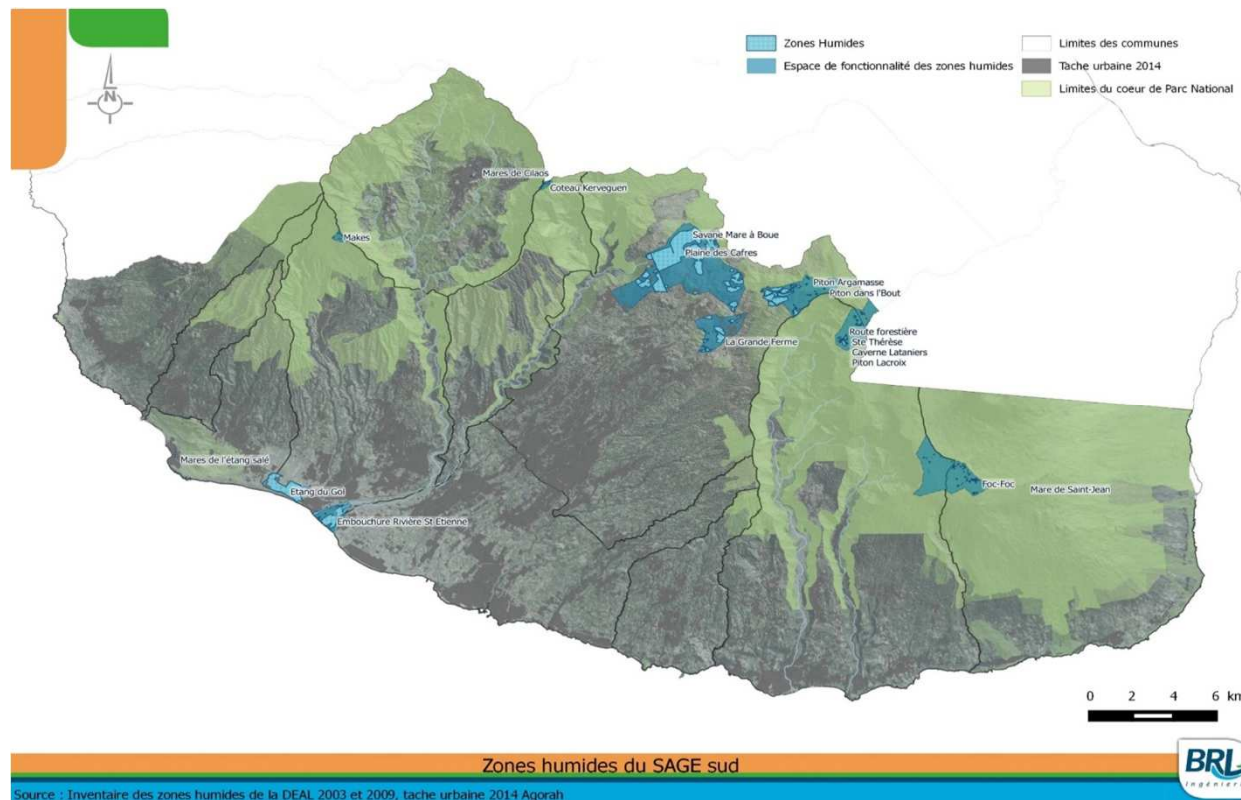 Zones Humides
Espace de fonctionnalité des zones humides
Limites des communes
Tache urbaine 2014
Limites du coeur de Parc National
N
Mares de Cilaos
Coteau Kerveguen
Makes
Savane Mare à Boue
Plaine des Cafres
Piton Argamasse
Piton dans l'Bout
La Grande Ferme
Route forestière
Ste Thérèse
Caverne Lataniers
Piton Lacroix
Mares de l'étang salé
Etang du Gol
Embouchure Rivière St Etienne
Foc-Foc
Mare de Saint-Jean
0 2 4 6 km
Zones humides du SAGE sud
BRL
Ingénierie
Source : Inventaire des zones humides de la DEAL 2003 et 2009, tache urbaine 2014 Agorah